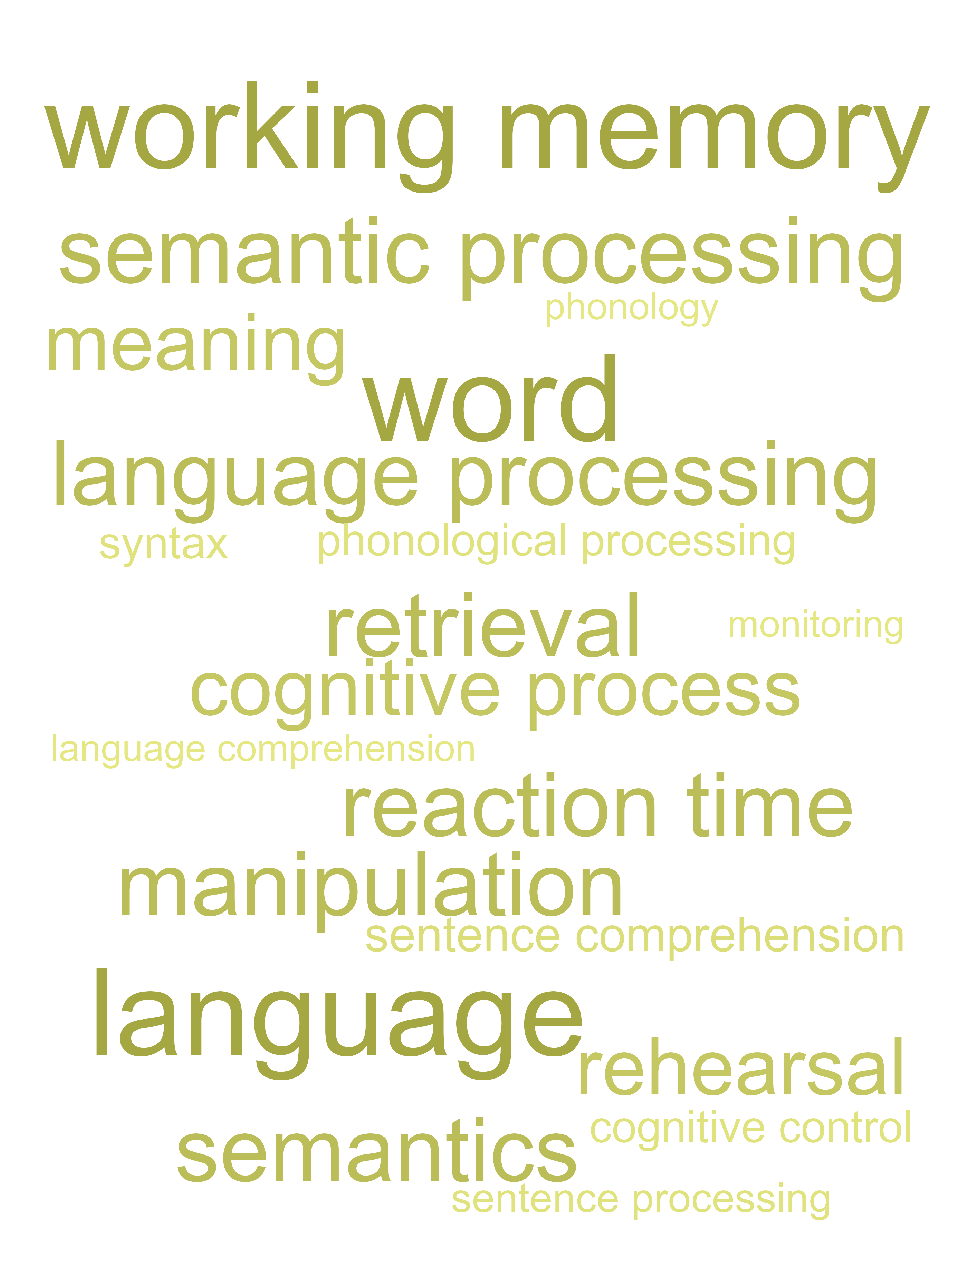 working memory
semantic processing
phonology
meaning
word
language processing
syntax phonological processing
retrieval
monitoring
cognitive process
language comprehension
reaction time
manipulation
sentence comprehension
language
rehearsal
cognitive control
semantics
sentence processing